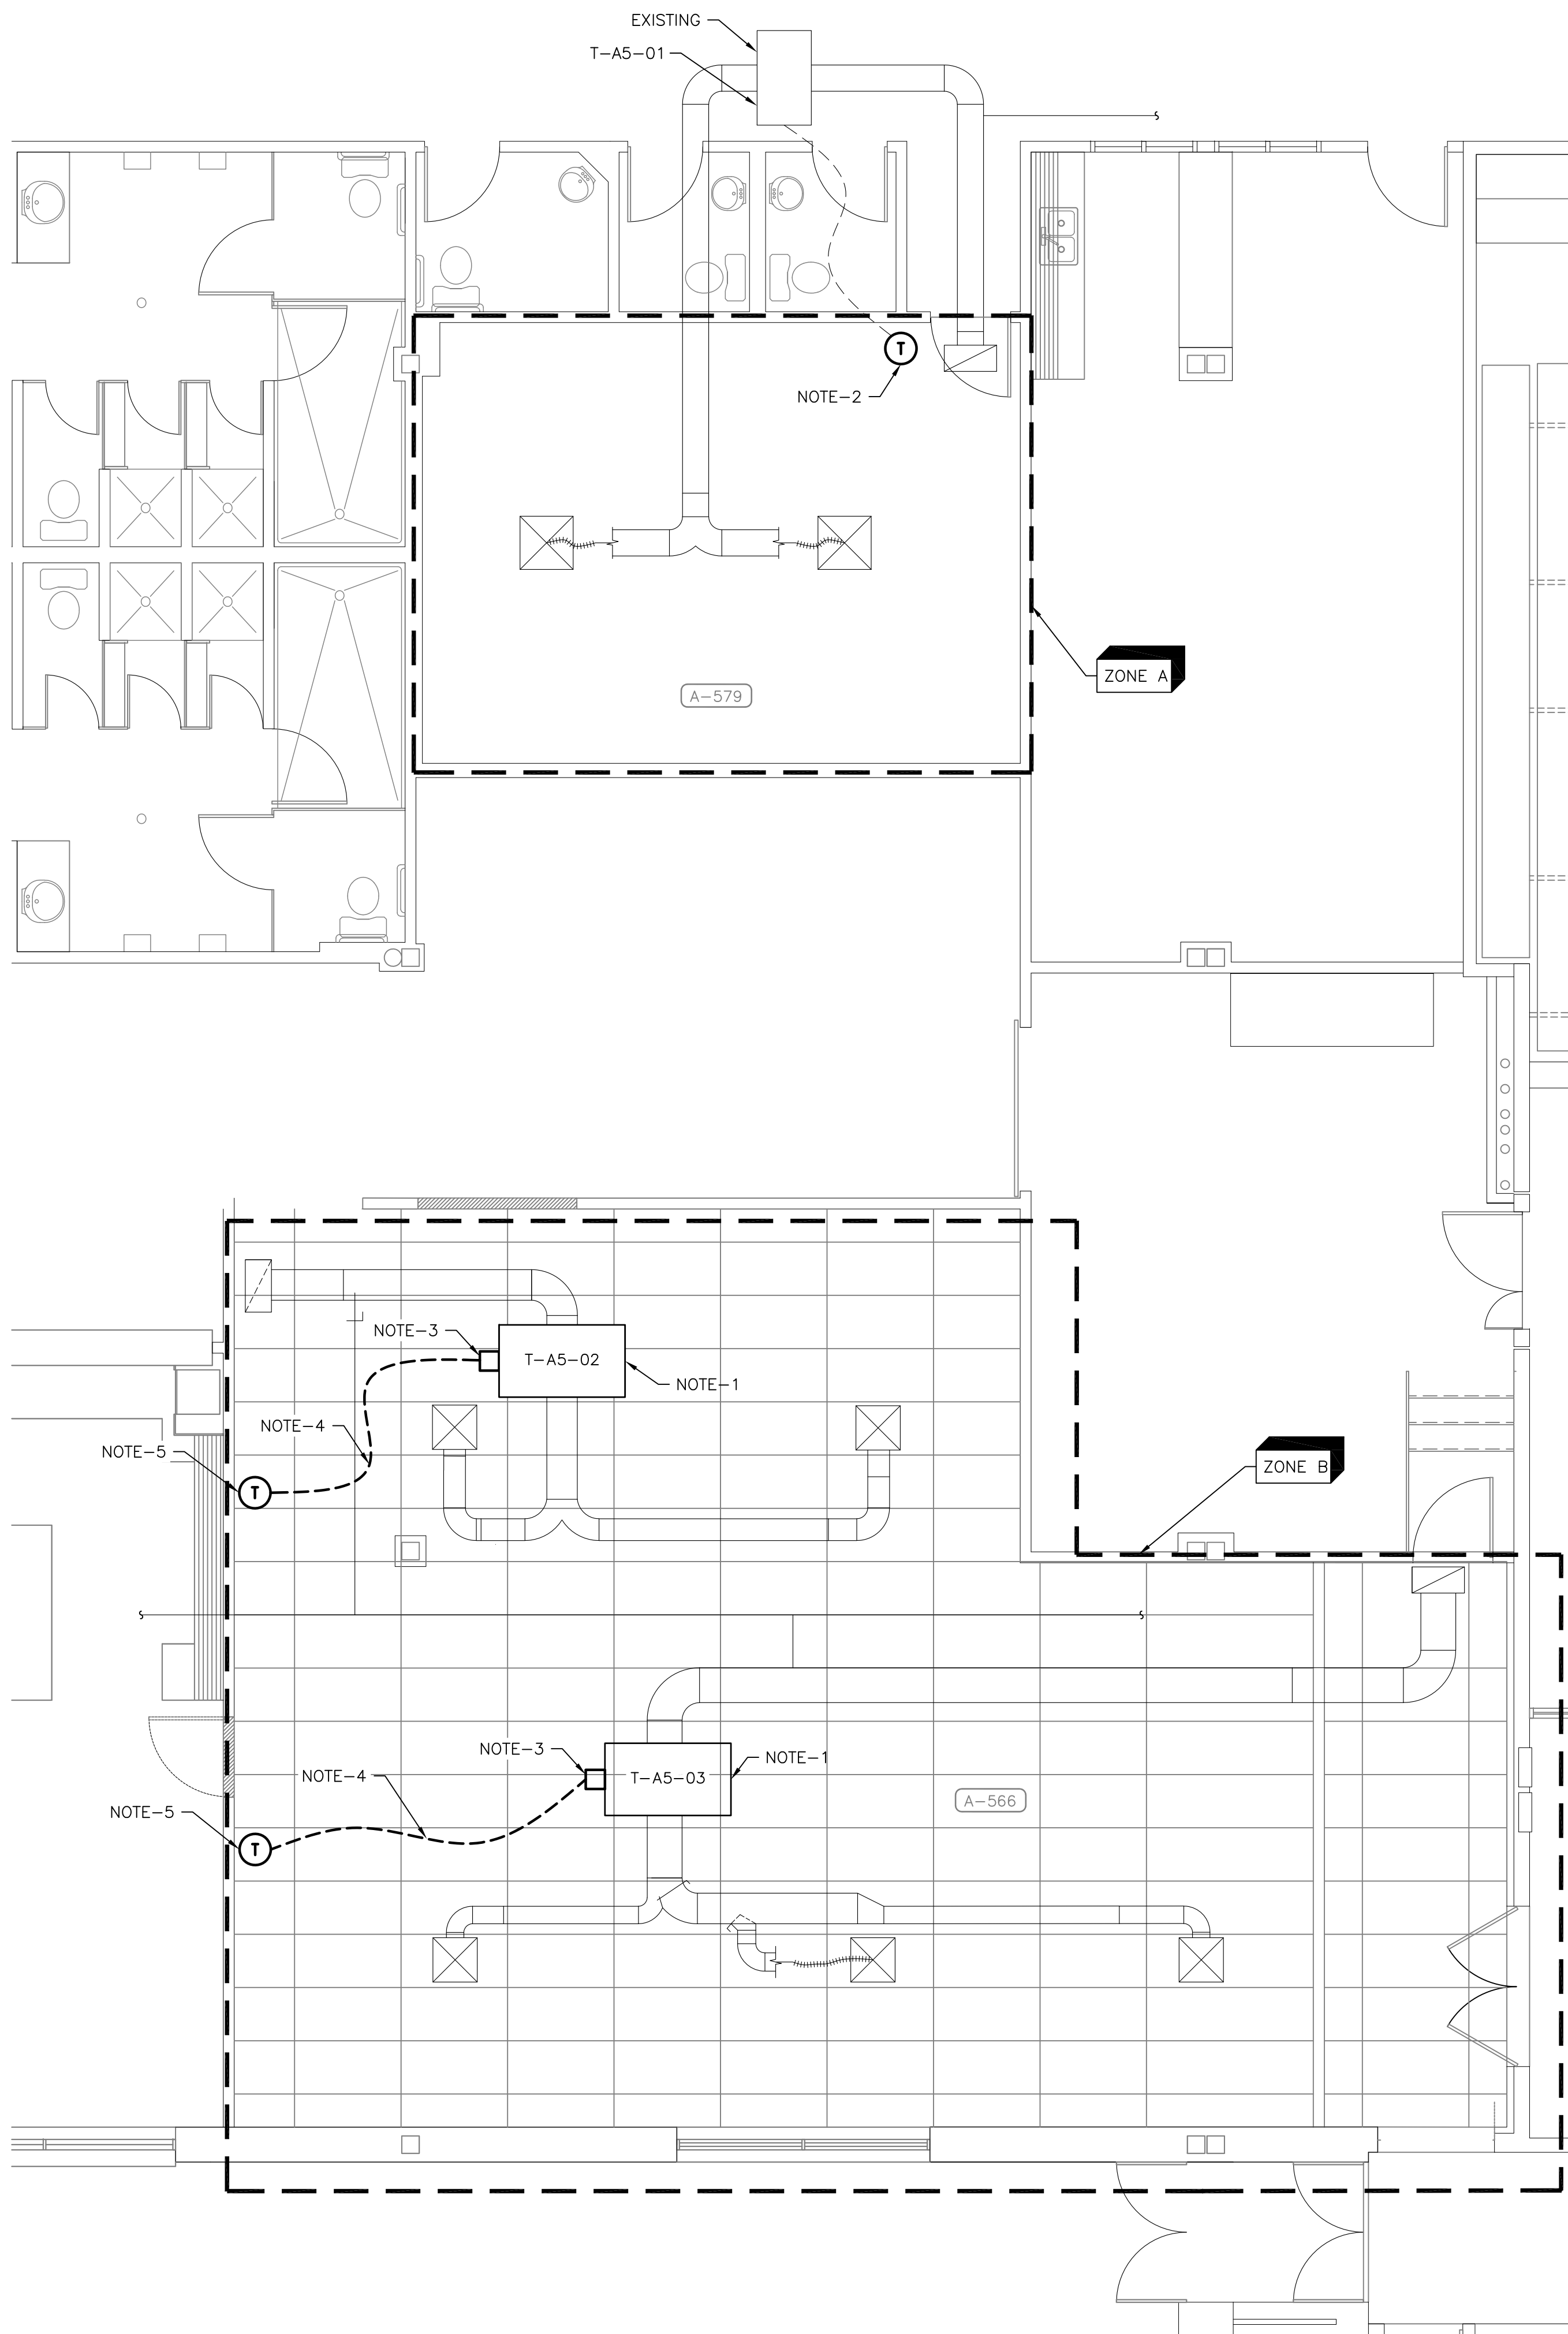 EXISTING
T-A5-01
T
NOTE-2
ZONE A
A-579
NOTE-3
T-A5-02
NOTE-1
NOTE-4
NOTE-5
T
ZONE B
NOTE-3
T-A5-03
NOTE-1
NOTE-4
A-566
NOTE-5
T